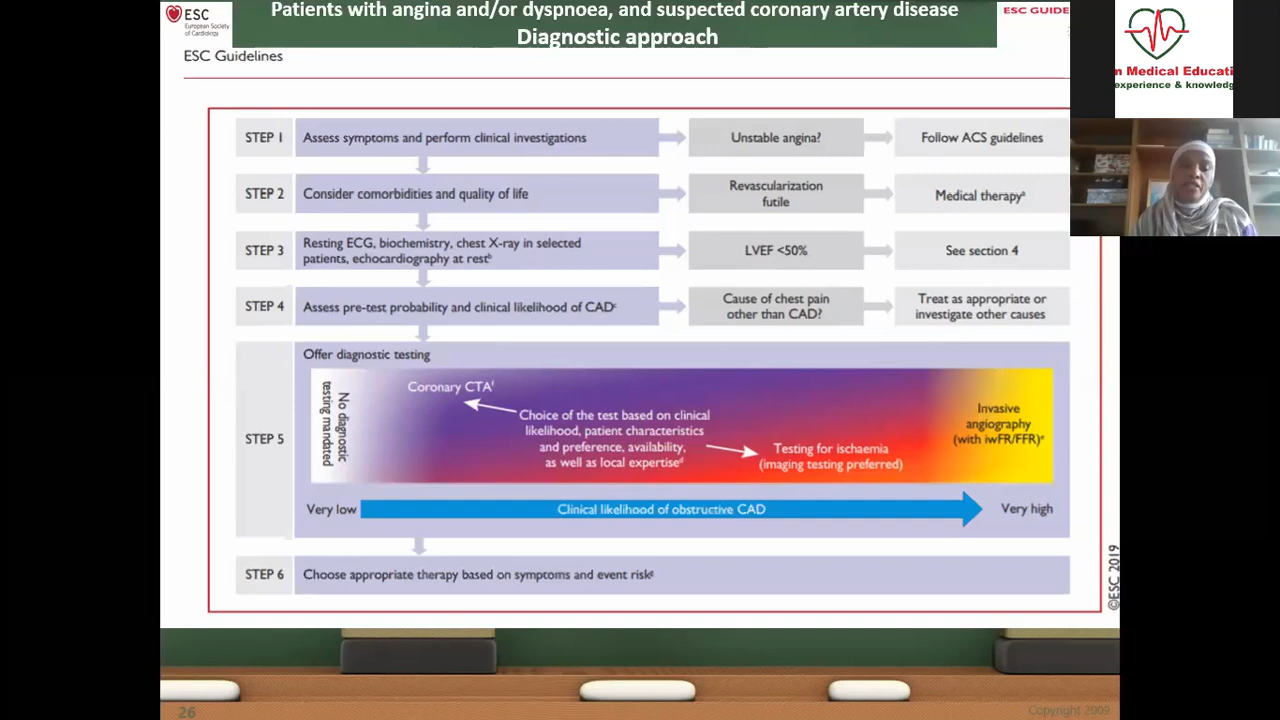 ESC
European Society
of Cardiology
Patients with angina and/or dyspnoea, and suspected coronary artery disease
Diagnostic approach
ESC GUIDE
n Medical Educati
experience & knowledg
ESC Guidelines
STEP 1
Assess symptoms and perform clinical investigations
Unstable angina?
Follow ACS guidelines
STEP 2
Consider comorbidities and quality of life
Revascularization
futile
Medical therapyᵃ
STEP 3
Resting ECG, biochemistry, chest X-ray in selected
patients, echocardiography at restᵇ
LVEF <50%
See section 4
STEP 4
Assess pre-test probability and clinical likelihood of CADᶜ
Cause of chest pain
other than CAD?
Treat as appropriate or
investigate other causes
STEP 5
Offer diagnostic testing
No diagnostic
testing mandated
Coronary CTAᶠ
Choice of the test based on clinical
likelihood, patient characteristics
and preference, availability,
as well as local expertiseᵈ
Testing for ischaemia
(imaging testing preferred)
Invasive
angiography
(with iwFR/FFR)ᵉ
Very low
Clinical likelihood of obstructive CAD
Very high
STEP 6
Choose appropriate therapy based on symptoms and event riskᵍ
©ESC 2019
26
Copyright 2009